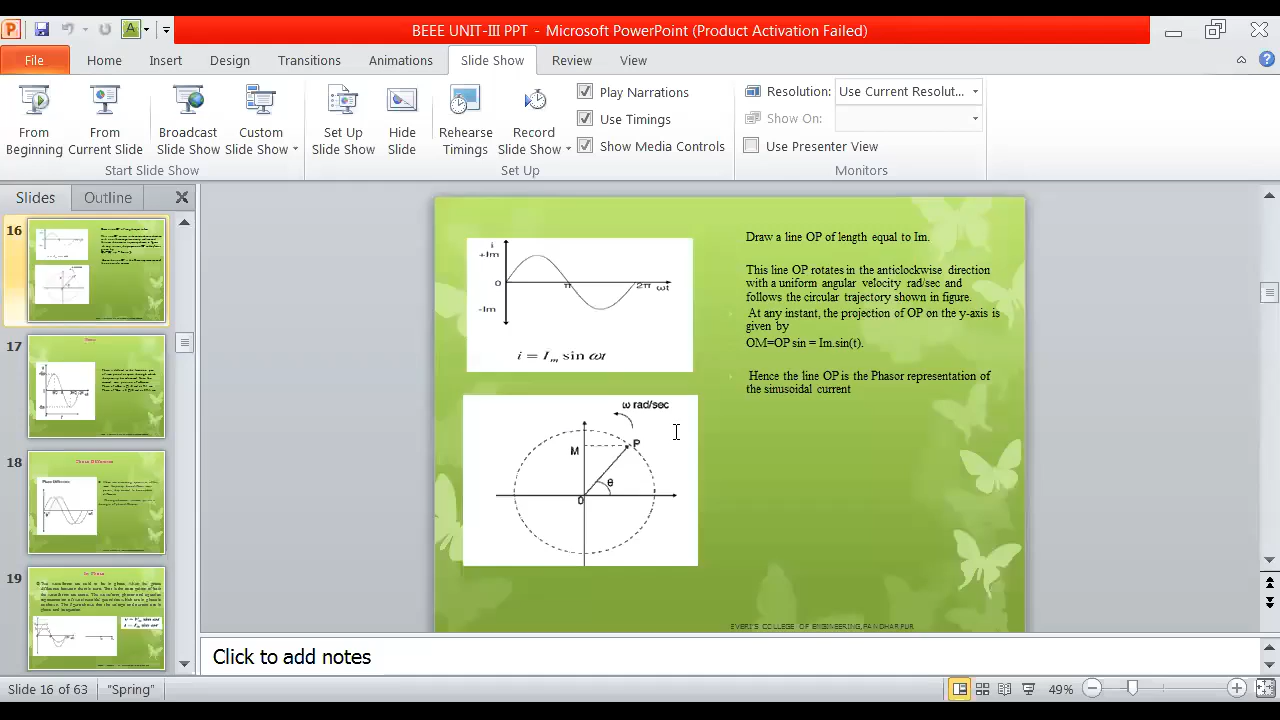 BEEE UNIT-III PPT - Microsoft PowerPoint (Product Activation Failed)
File Home Insert Design Transitions Animations Slide Show Review View
From Beginning
From Current Slide
Broadcast Slide Show
Custom Slide Show
Start Slide Show
Set Up Slide Show
Hide Slide
Rehearse Timings
Record Slide Show
Play Narrations
Use Timings
Show Media Controls
Set Up
Resolution: Use Current Resolut...
Show On:
Use Presenter View
Monitors
Slides Outline
16
17
18
Phase Difference
19
In Phase
i
+Im
0
π
2π
ωt
-Im
i = Im sin ωt
ω rad/sec
M
P
θ
0
Draw a line OP of length equal to Im.
This line OP rotates in the anticlockwise direction
with a uniform angular velocity rad/sec and
follows the circular trajectory shown in figure.
At any instant, the projection of OP on the y-axis is
given by
OM=OP sin = Im.sin(t).
Hence the line OP is the Phasor representation of
the sinusoidal current
EVERI'S COLLEGE OF ENGINEERING, PANDHARPUR
Click to add notes
Slide 16 of 63 "Spring" 49%